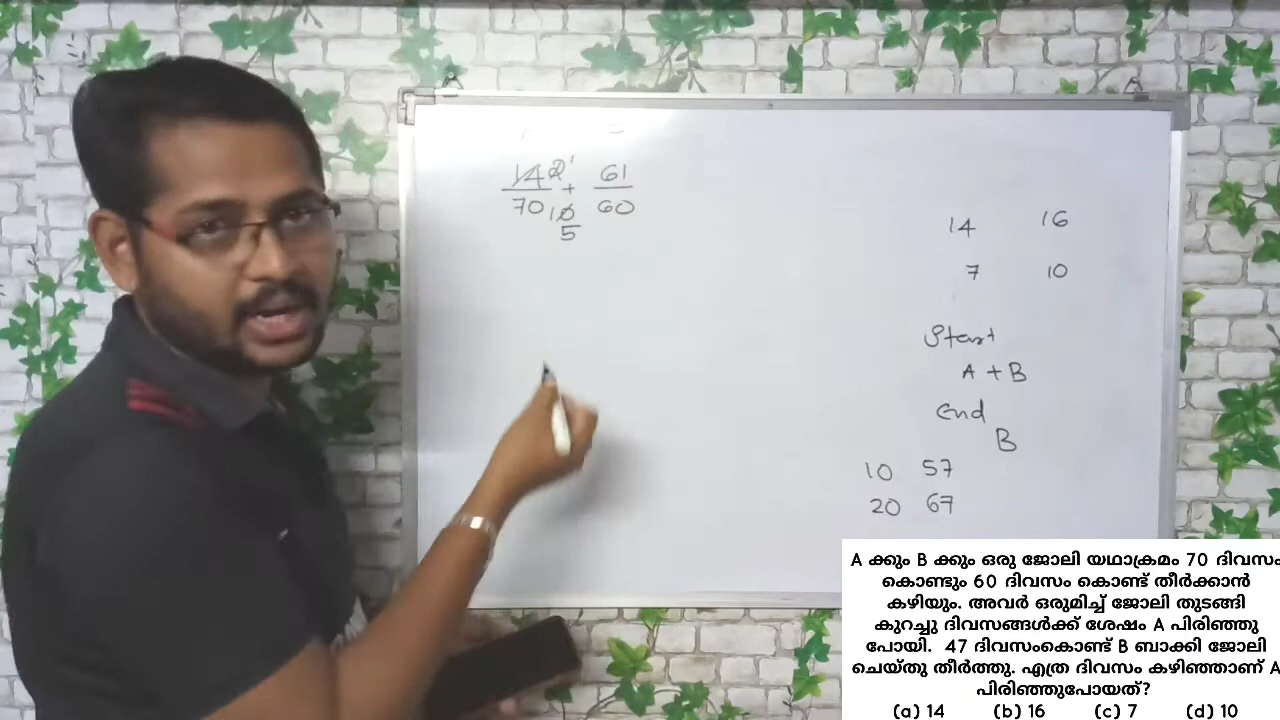 14 2 1 + 61
70 10 60
5
14 16
7 10
Start
A + B
End
B
10 57
20 67
A ക്കും B ക്കും ഒരു ജോലി യഥാക്രമം 70 ദിവസം
കൊണ്ടും 60 ദിവസം കൊണ്ട് തീർക്കാൻ
കഴിയും. അവർ ഒരുമിച്ച് ജോലി തുടങ്ങി
കുറച്ചു ദിവസങ്ങൾക്ക് ശേഷം A പിരിഞ്ഞു
പോയി. 47 ദിവസംകൊണ്ട് B ബാക്കി ജോലി
ചെയ്തു തീർത്തു. എത്ര ദിവസം കഴിഞ്ഞാണ് A
പിരിഞ്ഞുപോയത്?
(a) 14 (b) 16 (c) 7 (d) 10